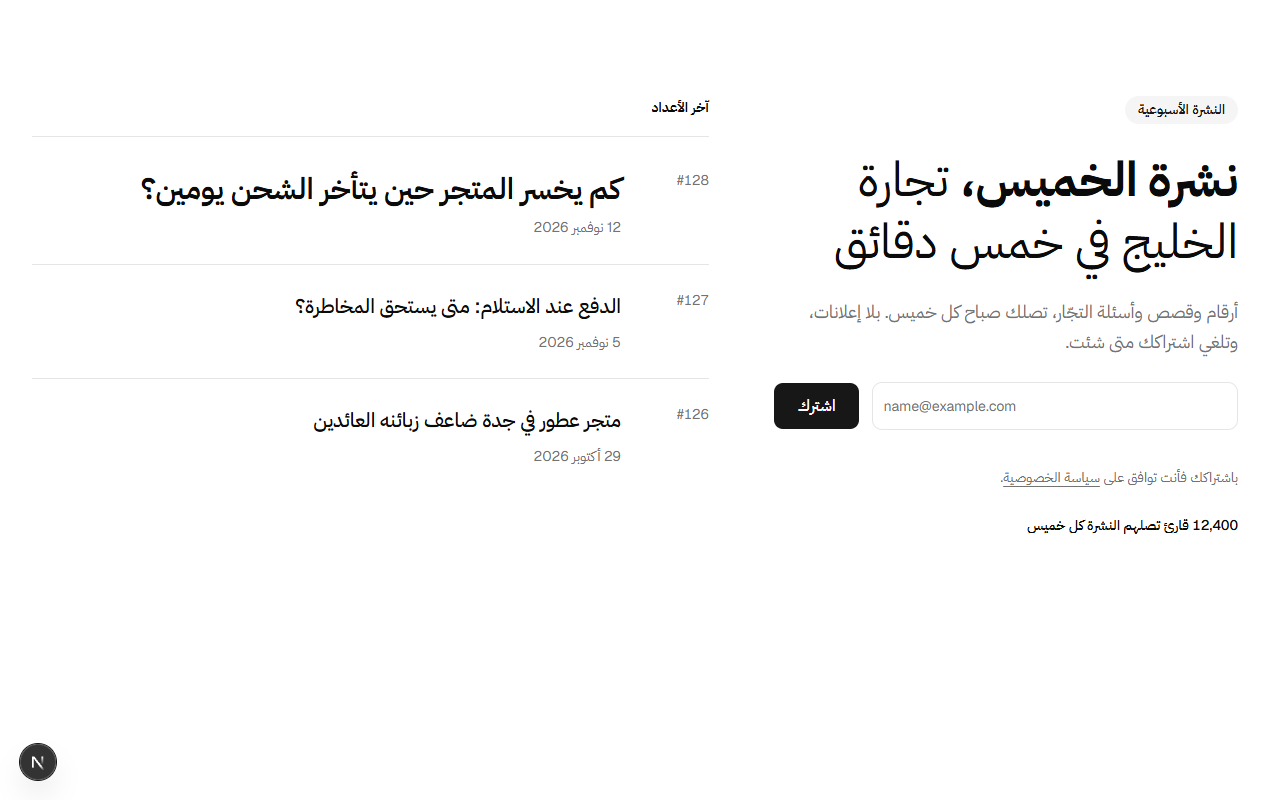 النشرة الأسبوعية
نشرة الخميس، تجارة
الخليج في خمس دقائق
أرقام وقصص وأسئلة التجّار، تصلك صباح كل خميس. بلا إعلانات،
وتلغي اشتراكك متى شئت.
name@example.com
اشترك
باشتراكك فأنت توافق على سياسة الخصوصية.
12,400 قارئ تصلهم النشرة كل خميس
آخر الأعداد
#128
كم يخسر المتجر حين يتأخر الشحن يومين؟
12 نوفمبر 2026
#127
الدفع عند الاستلام: متى يستحق المخاطرة؟
5 نوفمبر 2026
#126
متجر عطور في جدة ضاعف زبائنه العائدين
29 أكتوبر 2026
N